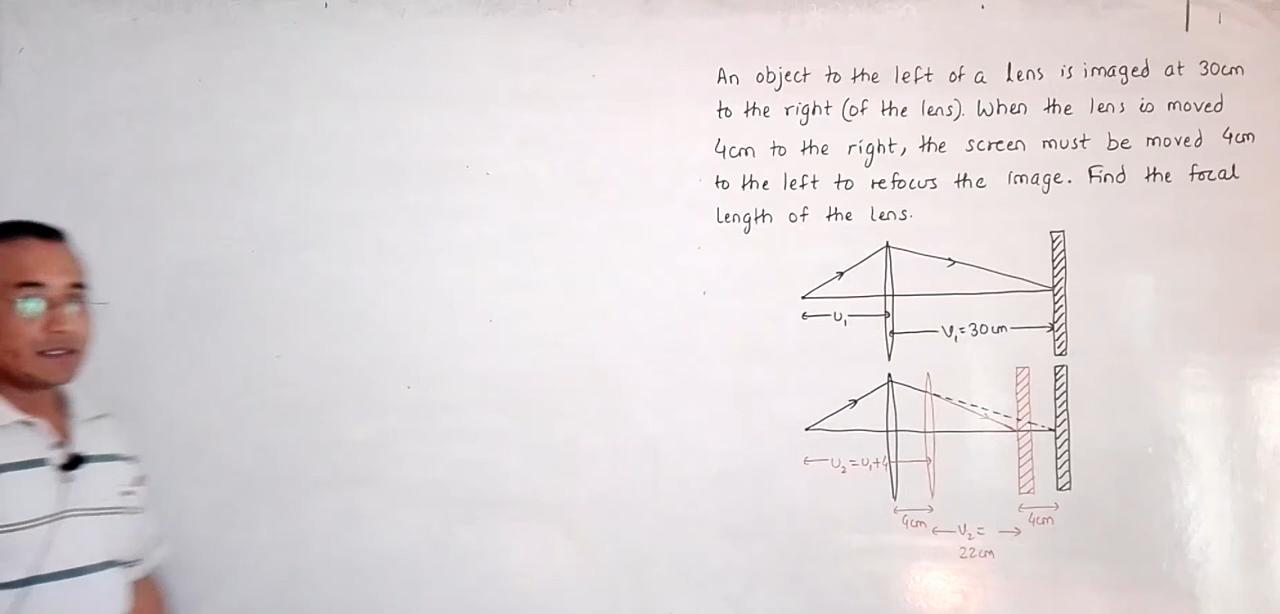 An object to the left of a lens is imaged at 30cm
to the right (of the lens). When the lens is moved
4cm to the right, the screen must be moved 4cm
to the left to refocus the image. Find the focal
length of the lens.
U₁
V₁=30cm
U₂=U₁+4
4cm
4cm
V₂=
22cm